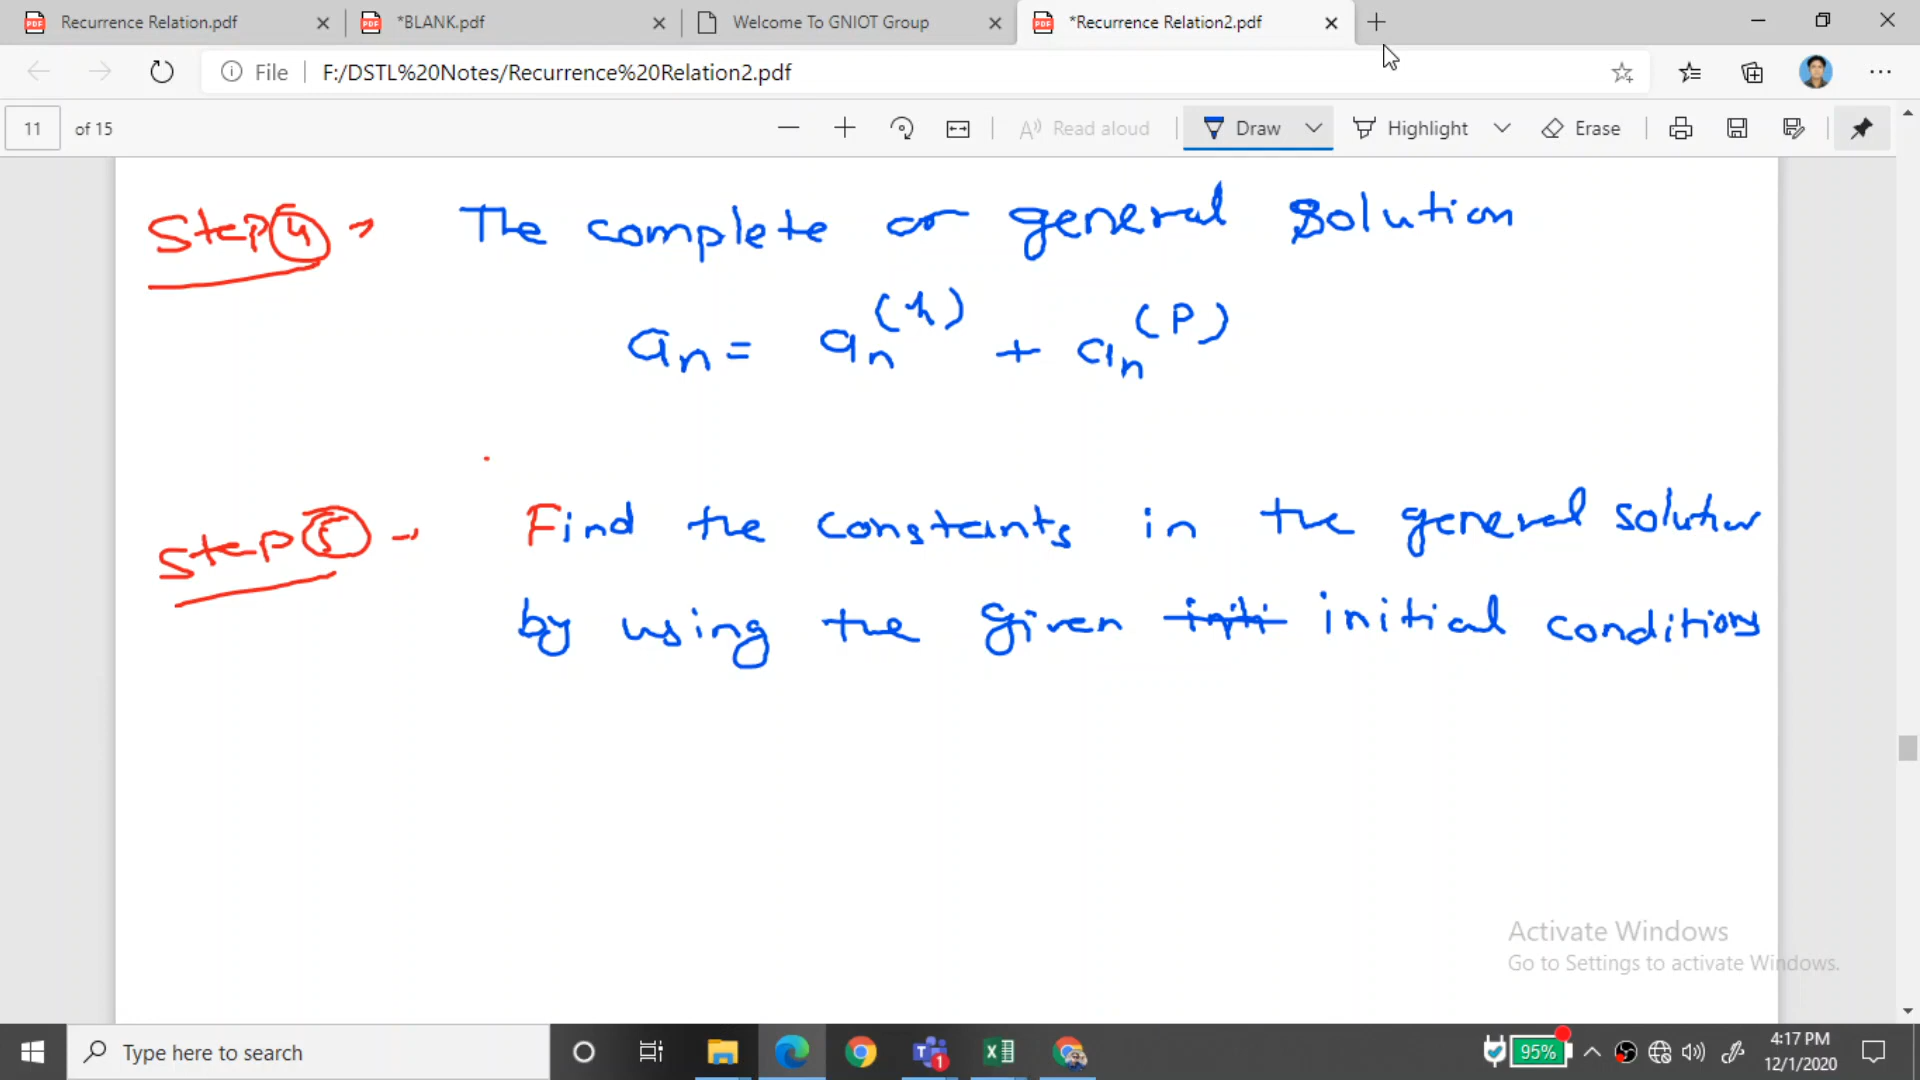 Recurrence Relation.pdf
*BLANK.pdf
Welcome To GNIOT Group
*Recurrence Relation2.pdf
File
F:/DSTL%20Notes/Recurrence%20Relation2.pdf
11 of 15
Read aloud
Draw
Highlight
Erase
Step 4 → The complete or general solution
aₙ = aₙ⁽ʰ⁾ + aₙ⁽ᵖ⁾
Step 5 - Find the constants in the general solution
by using the given initi initial conditions
Activate Windows
Go to Settings to activate Windows.
Type here to search
1
95%
4:17 PM
12/1/2020